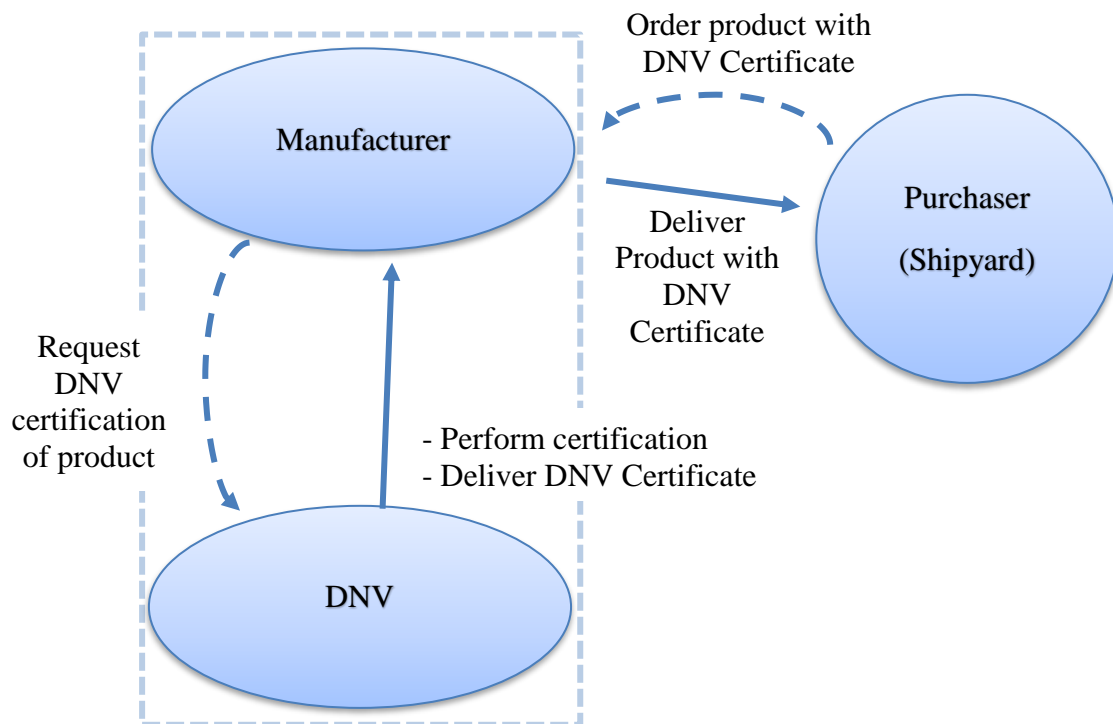 Order product with
DNV Certificate
Manufacturer
Purchaser
(Shipyard)
Deliver
Product with
DNV
Certificate
Request
DNV
certification
of product
- Perform certification
- Deliver DNV Certificate
DNV